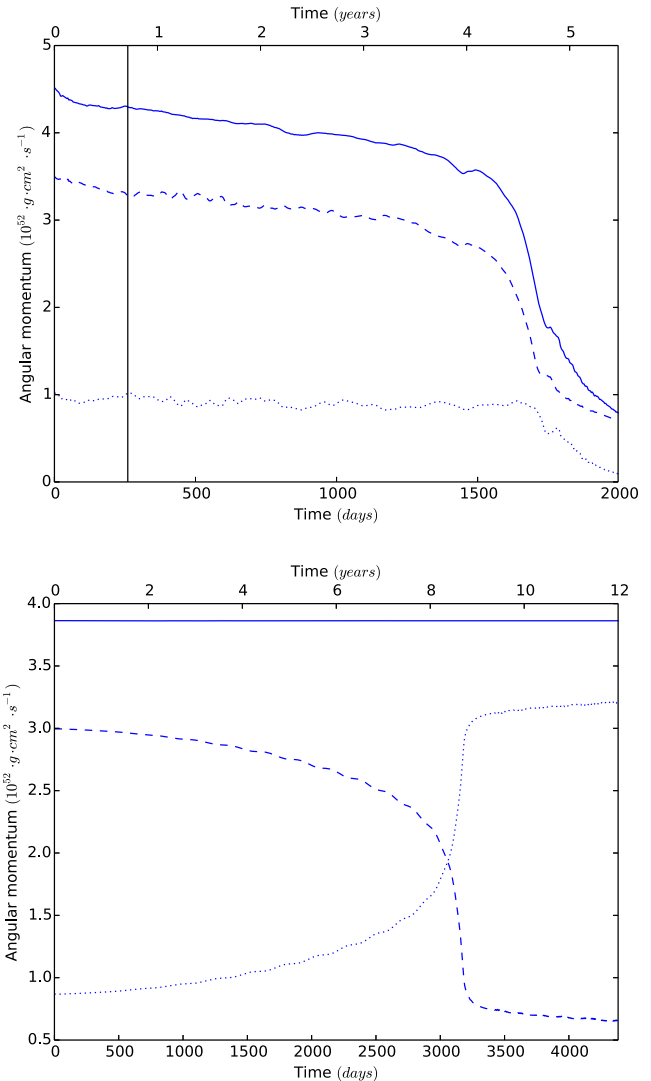 Time (years)
0 1 2 3 4 5
5
4
3
2
1
0
Angular momentum (10^52 · g·cm^2 · s^−1)
0 500 1000 1500 2000
Time (days)
Time (years)
0 2 4 6 8 10 12
4.0
3.5
3.0
2.5
2.0
1.5
1.0
0.5
Angular momentum (10^52 · g·cm^2 · s^−1)
0 500 1000 1500 2000 2500 3000 3500 4000
Time (days)